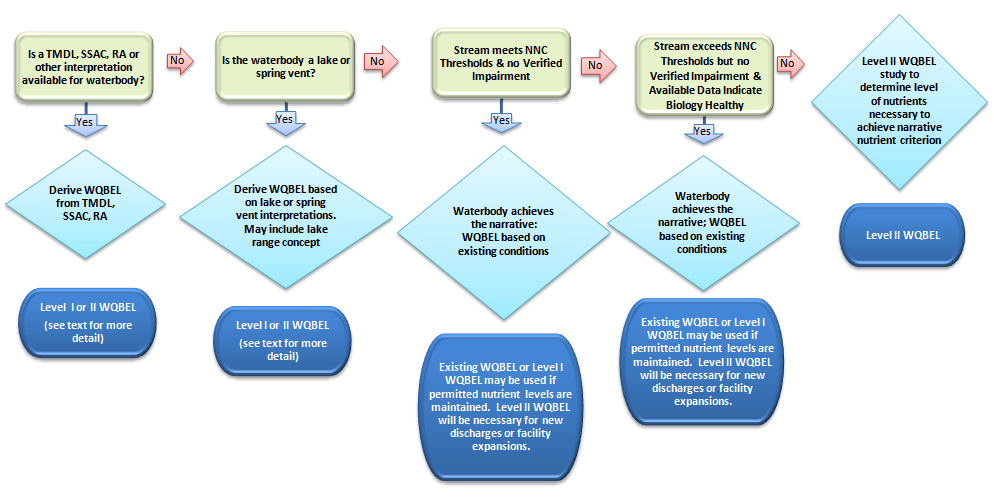 Is a TMDL, SSAC, RA or
other interpretation
available for waterbody?
No
Yes
Derive WQBEL
from TMDL,
SSAC, RA
Level I or II WQBEL
(see text for more
detail)
Is the waterbody a lake or
spring vent?
No
Yes
Derive WQBEL based
on lake or spring
vent interpretations.
May include lake
range concept
Level I or II WQBEL
(see text for more
detail)
Stream meets NNC
Thresholds & no Verified
Impairment
No
Yes
Waterbody achieves
the narrative:
WQBEL based on
existing conditions
Existing WQBEL or Level I
WQBEL may be used if
permitted nutrient levels are
maintained. Level II WQBEL
will be necessary for new
discharges or facility
expansions.
Stream exceeds NNC
Thresholds but no
Verified Impairment &
Available Data Indicate
Biology Healthy
No
Yes
Waterbody
achieves the
narrative; WQBEL
based on existing
conditions
Existing WQBEL or Level I
WQBEL may be used if
permitted nutrient levels are
maintained. Level II WQBEL
will be necessary for new
discharges or facility
expansions.
Level II WQBEL
study to
determine level
of nutrients
necessary to
achieve narrative
nutrient criterion
Level II WQBEL